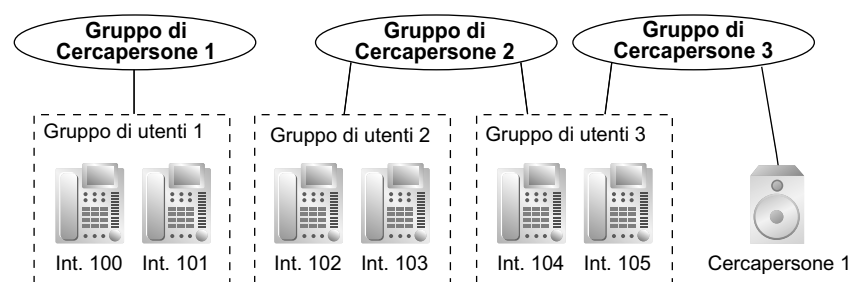 Gruppo di
Cercapersone 1
Gruppo di
Cercapersone 2
Gruppo di
Cercapersone 3
Gruppo di utenti 1
Gruppo di utenti 2
Gruppo di utenti 3
Int. 100
Int. 101
Int. 102
Int. 103
Int. 104
Int. 105
Cercapersone 1